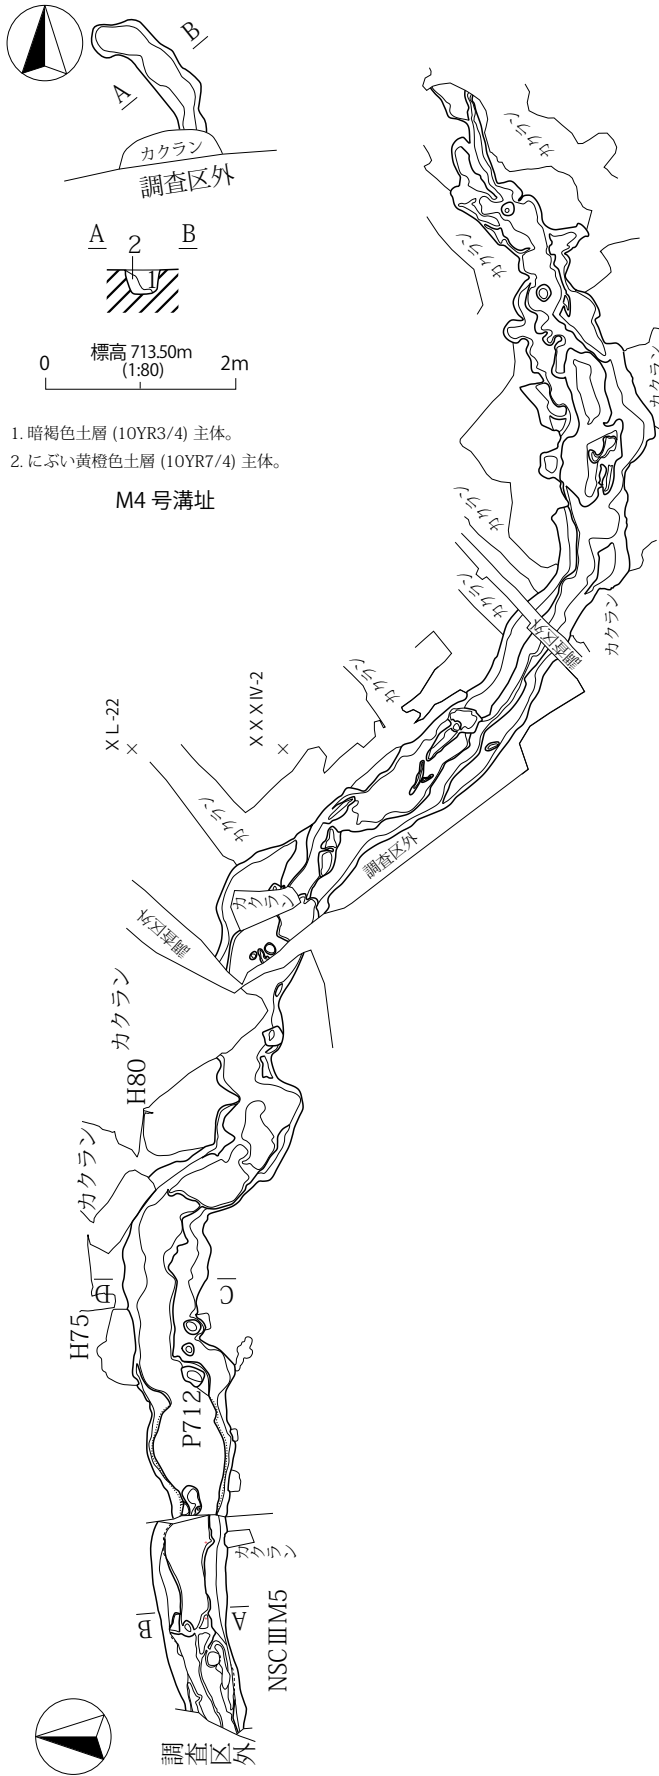 B
A
カクラン
調査区外
A 2 B
1
標高 713.50m
0 (1:80) 2m
1. 暗褐色土層 (10YR3/4) 主体。
2. にぶい黄橙色土層 (10YR7/4) 主体。
M4 号溝址
カクラン
カクラン
カクラン
カクラン
カクラン
調査区外
カクラン
カクラン
X L-22
X X XⅣ-2
カクラン
調査区外
カクラン
調査区外
カクラン
H80
カクラン
D
C
H75
P712
カクラン
B
A
NSCⅢM5
調査区外